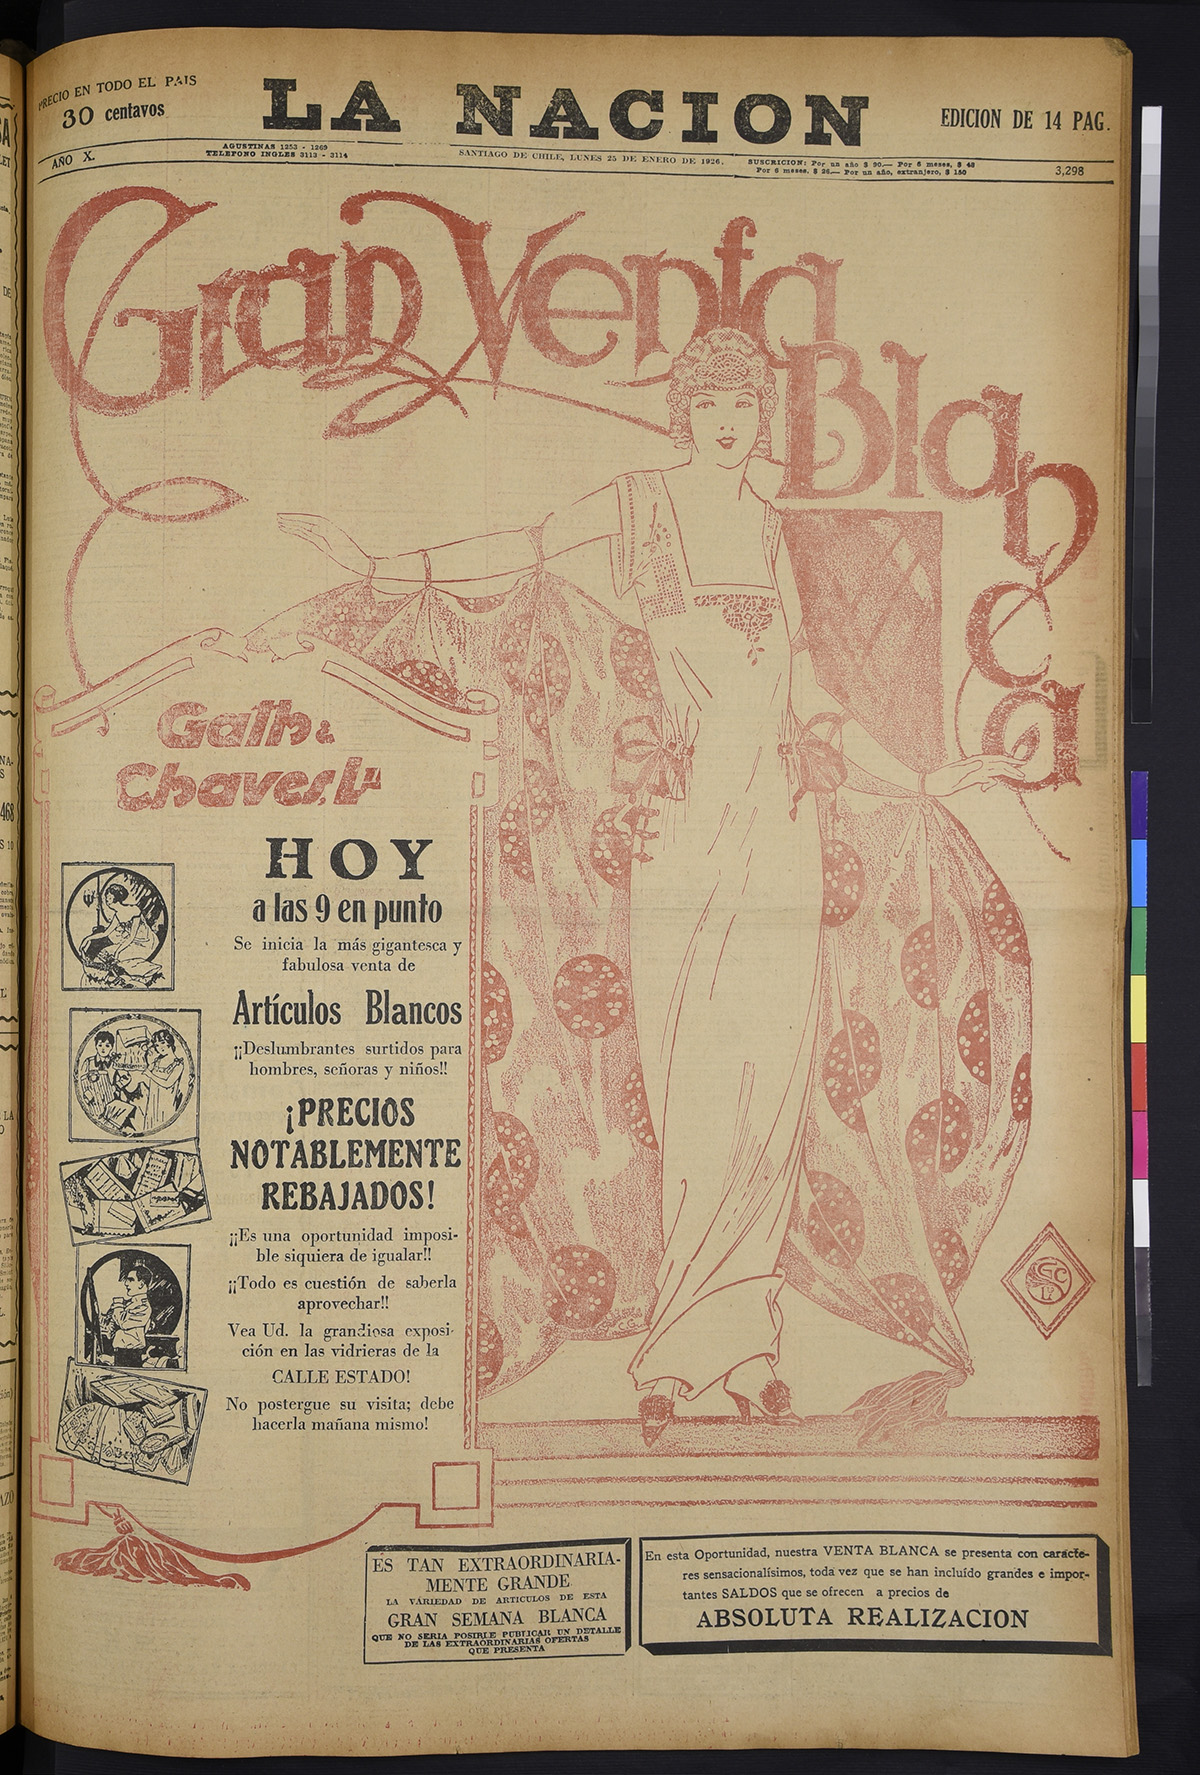 PRECIO EN TODO EL PAIS
30 centavos
LA NACION
EDICION DE 14 PAG.
AÑO X.
AGUSTINAS 1253 - 1269
TELEFONO INGLES 3113 - 3114
SANTIAGO DE CHILE, LUNES 25 DE ENERO DE 1926.
SUSCRICION: Por un año $ 90.— Por 6 meses, $ 48
Por 6 meses, $ 26.— Por un año, extranjero, $ 150
3,298
Gran Venta
Blanca
Gath &
Chaves Lda
HOY
a las 9 en punto
Se inicia la más gigantesca y
fabulosa venta de
Artículos Blancos
¡¡Deslumbrantes surtidos para
hombres, señoras y niños!!
¡PRECIOS
NOTABLEMENTE
REBAJADOS!
¡¡Es una oportunidad imposi-
ble siquiera de igualar!!
¡¡Todo es cuestión de saberla
aprovechar!!
Vea Ud. la grandiosa exposi-
ción en las vidrieras de la
CALLE ESTADO!
No postergue su visita; debe
hacerla mañana mismo!
ES TAN EXTRAORDINARIA-
MENTE GRANDE
LA VARIEDAD DE ARTICULOS DE ESTA
GRAN SEMANA BLANCA
QUE NO SERIA POSIBLE PUBLICAR UN DETALLE
DE LAS EXTRAORDINARIAS OFERTAS
QUE PRESENTA
En esta Oportunidad, nuestra VENTA BLANCA se presenta con caracte-
res sensacionalísimos, toda vez que se han incluído grandes e impor-
tantes SALDOS que se ofrecen a precios de
ABSOLUTA REALIZACION